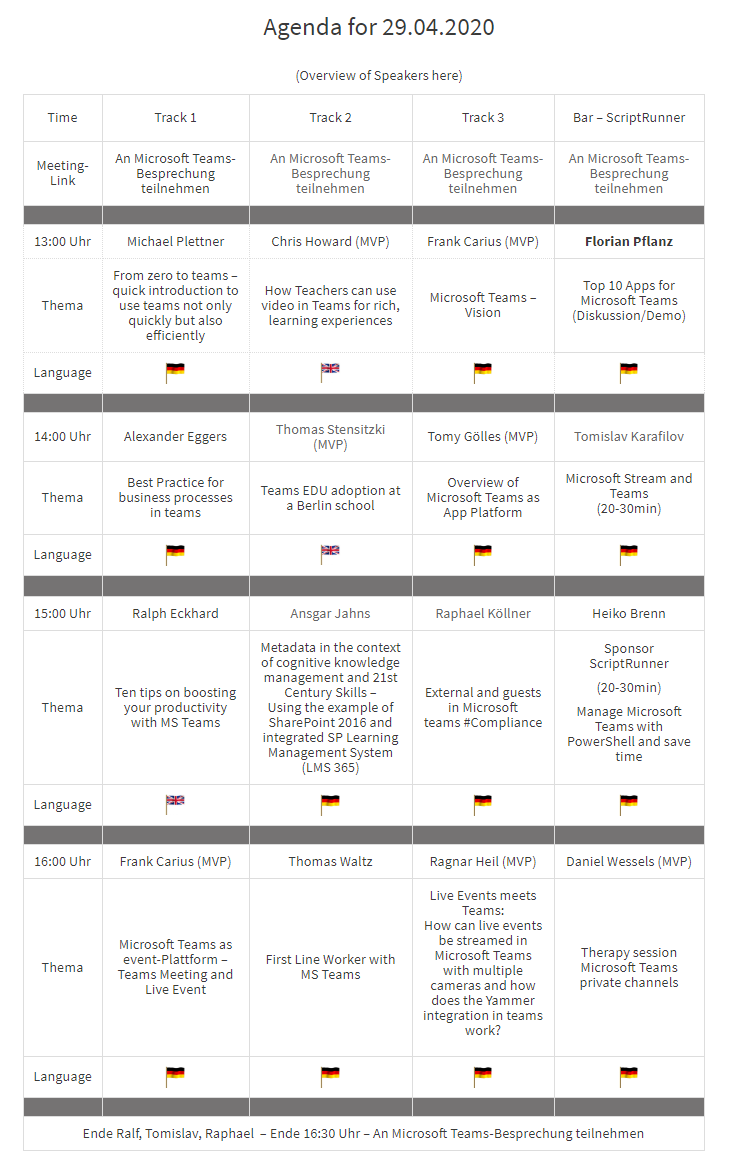 Agenda for 29.04.2020
(Overview of Speakers here)
Time
Track 1
Track 2
Track 3
Bar – ScriptRunner
Meeting-
Link
An Microsoft Teams-
Besprechung
teilnehmen
An Microsoft Teams-
Besprechung
teilnehmen
An Microsoft Teams-
Besprechung
teilnehmen
An Microsoft Teams-
Besprechung
teilnehmen
13:00 Uhr
Michael Plettner
Chris Howard (MVP)
Frank Carius (MVP)
Florian Pflanz
Thema
From zero to teams –
quick introduction to
use teams not only
quickly but also
efficiently
How Teachers can use
video in Teams for rich,
learning experiences
Microsoft Teams –
Vision
Top 10 Apps for
Microsoft Teams
(Diskussion/Demo)
Language
14:00 Uhr
Alexander Eggers
Thomas Stensitzki
(MVP)
Tomy Gölles (MVP)
Tomislav Karafilov
Thema
Best Practice for
business processes
in teams
Teams EDU adoption at
a Berlin school
Overview of
Microsoft Teams as
App Platform
Microsoft Stream and
Teams
(20-30min)
Language
15:00 Uhr
Ralph Eckhard
Ansgar Jahns
Raphael Köllner
Heiko Brenn
Thema
Ten tips on boosting
your productivity
with MS Teams
Metadata in the context
of cognitive knowledge
management and 21st
Century Skills –
Using the example of
SharePoint 2016 and
integrated SP Learning
Management System
(LMS 365)
External and guests
in Microsoft
teams #Compliance
Sponsor
ScriptRunner
(20-30min)
Manage Microsoft
Teams with
PowerShell and save
time
Language
16:00 Uhr
Frank Carius (MVP)
Thomas Waltz
Ragnar Heil (MVP)
Daniel Wessels (MVP)
Thema
Microsoft Teams as
event-Plattform –
Teams Meeting and
Live Event
First Line Worker with
MS Teams
Live Events meets
Teams:
How can live events
be streamed in
Microsoft Teams
with multiple
cameras and how
does the Yammer
integration in teams
work?
Therapy session
Microsoft Teams
private channels
Language
Ende Ralf, Tomislav, Raphael – Ende 16:30 Uhr – An Microsoft Teams-Besprechung teilnehmen